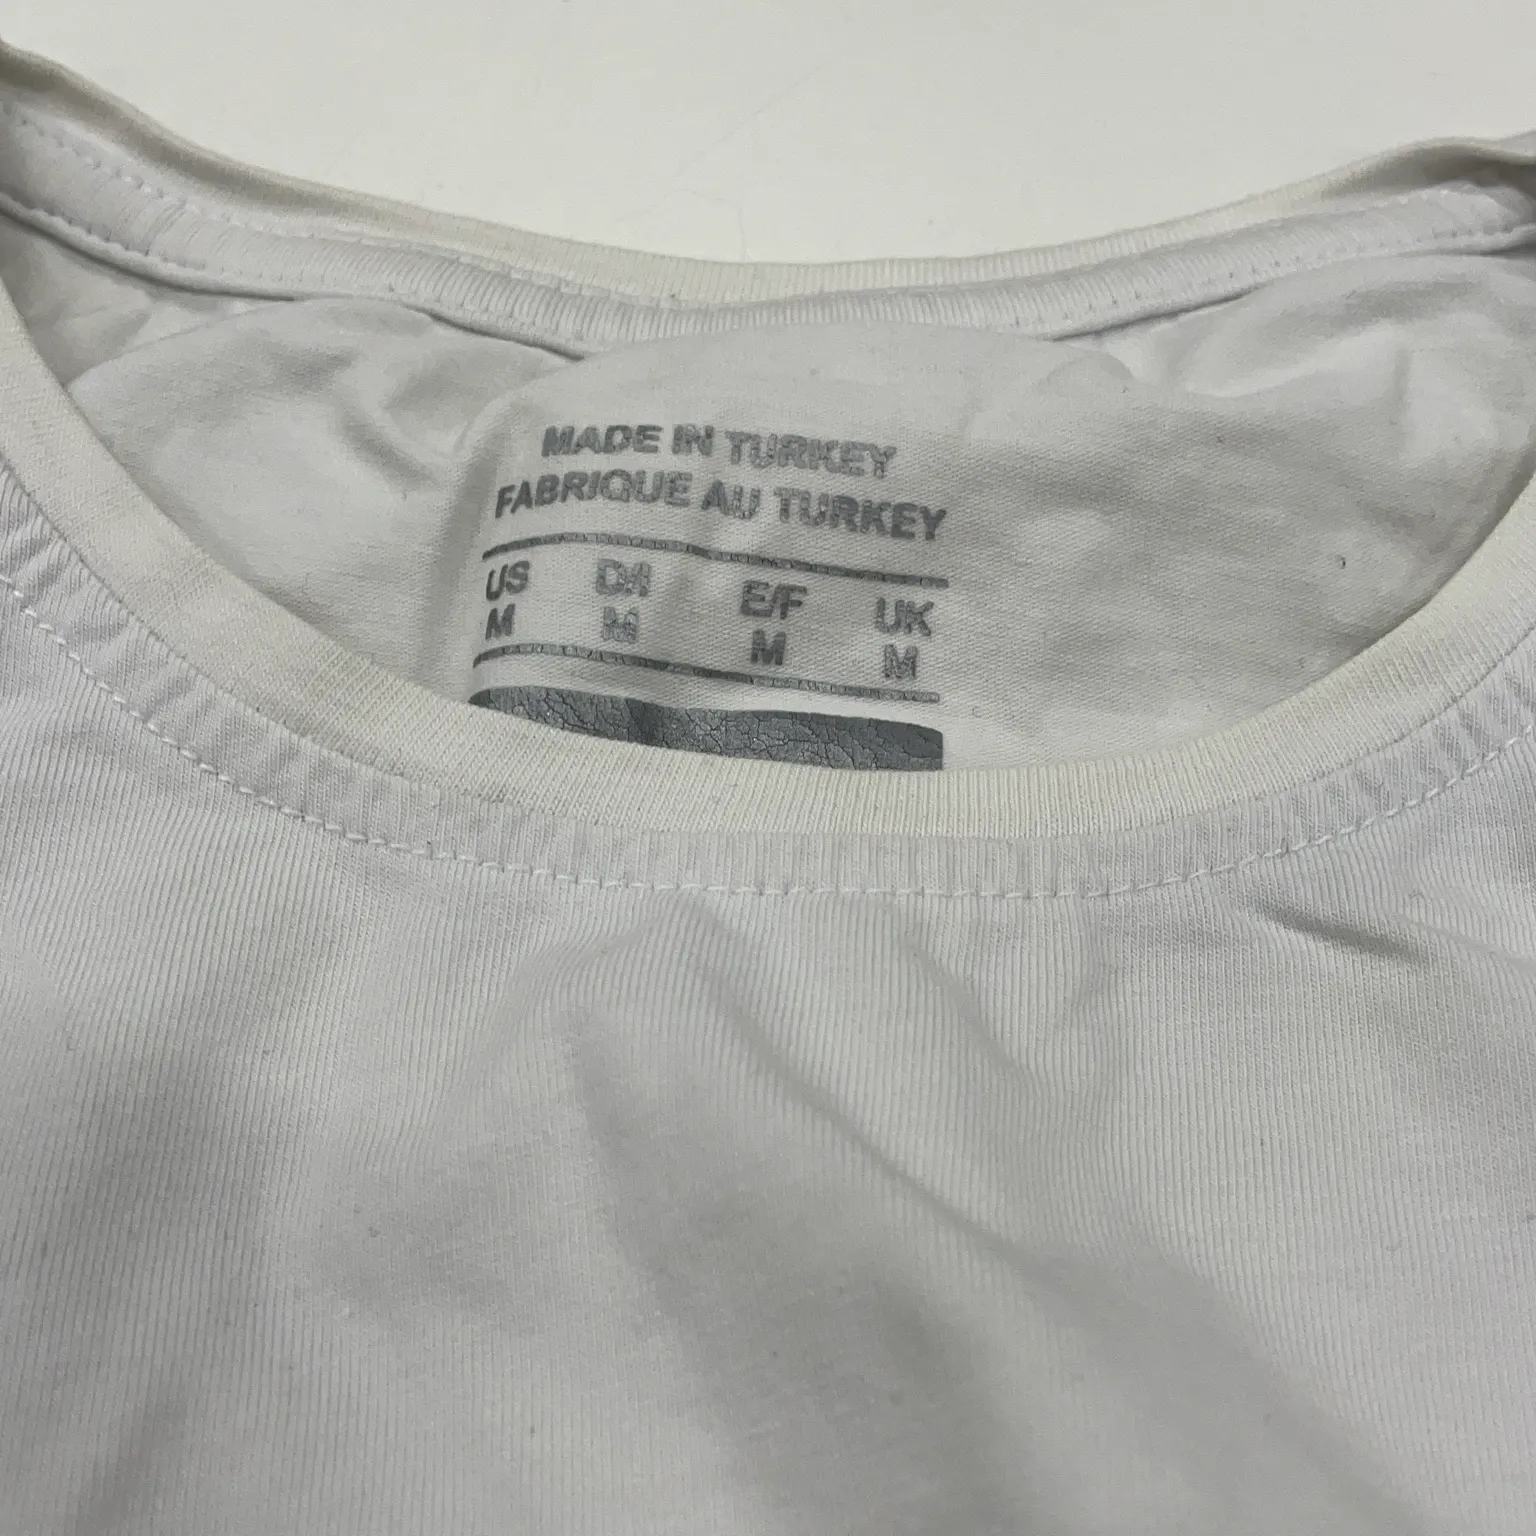 MADE IN TURKEY
FABRIQUE AU TURKEY
US D/I E/F UK
M M M M